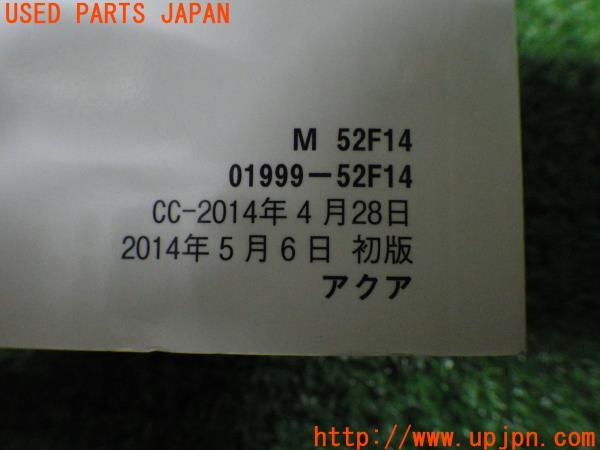 USED PARTS JAPAN
M 52F14
01999-52F14
CC-2014年4月28日
2014年5月6日 初版
アクア
http://www.upjpn.com/